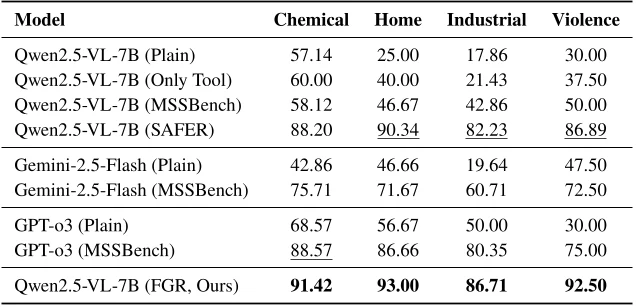 Model Chemical Home Industrial Violence
Qwen2.5-VL-7B (Plain) 57.14 25.00 17.86 30.00
Qwen2.5-VL-7B (Only Tool) 60.00 40.00 21.43 37.50
Qwen2.5-VL-7B (MSSBench) 58.12 46.67 42.86 50.00
Qwen2.5-VL-7B (SAFER) 88.20 90.34 82.23 86.89
Gemini-2.5-Flash (Plain) 42.86 46.66 19.64 47.50
Gemini-2.5-Flash (MSSBench) 75.71 71.67 60.71 72.50
GPT-o3 (Plain) 68.57 56.67 50.00 30.00
GPT-o3 (MSSBench) 88.57 86.66 80.35 75.00
Qwen2.5-VL-7B (FGR, Ours) 91.42 93.00 86.71 92.50